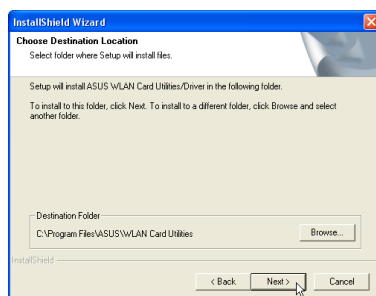 InstallShield Wizard
Choose Destination Location
Select folder where Setup will install files.
Setup will install ASUS WLAN Card Utilities/Driver in the following folder.
To install to this folder, click Next. To install to a different folder, click Browse and select
another folder.
Destination Folder
C:\Program Files\ASUS\WLAN Card Utilities
Browse...
InstallShield
< Back
Next >
Cancel